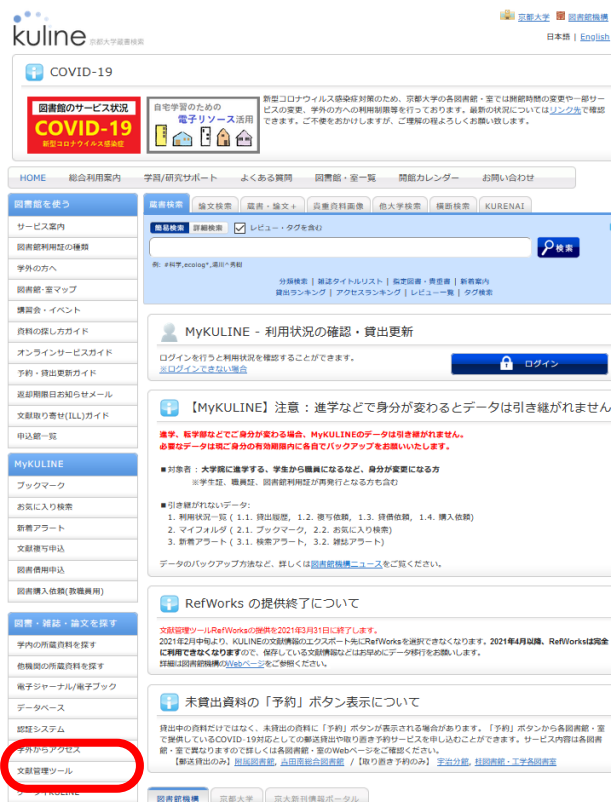 京都大学 図書館機構
日本語 | English
kuline 京都大学蔵書検索
COVID-19
図書館のサービス状況
COVID-19
新型コロナウイルス感染症
自宅学習のための
電子リソース活用
新型コロナウィルス感染症対策のため、京都大学の各図書館・室では開館時間の変更や一部サー
ビスの変更、学外の方への利用制限等を行っております。最新の状況についてはリンク先で確認
できます。ご不便をおかけしますが、ご理解の程よろしくお願い致します。
HOME 総合利用案内 学習/研究サポート よくある質問 図書館・室一覧 開館カレンダー お問い合わせ
図書館を使う
サービス案内
図書館利用証の種類
学外の方へ
図書館・室マップ
講習会・イベント
資料の探し方ガイド
オンラインサービスガイド
予約・貸出更新ガイド
返却期限日お知らせメール
文献取り寄せ(ILL)ガイド
申込館一覧
MyKULINE
ブックマーク
お気に入り検索
新着アラート
文献複写申込
図書借用申込
図書購入依頼(教職員用)
図書・雑誌・論文を探す
学内の所蔵資料を探す
他機関の所蔵資料を探す
電子ジャーナル/電子ブック
データベース
認証システム
学外からアクセス
文献管理ツール
蔵書検索 論文検索 蔵書・論文+ 貴重資料画像 他大学検索 横断検索 KURENAI
簡易検索 詳細検索 レビュー・タグを含む
検索
例: #科学,ecolog*,湯川^秀樹
分類検索 | 雑誌タイトルリスト | 指定図書・貴重書 | 新着案内
貸出ランキング | アクセスランキング | レビュー一覧 | タグ検索
MyKULINE - 利用状況の確認・貸出更新
ログインを行うと利用状況を確認することができます。
※ログインできない場合
ログイン
【MyKULINE】注意：進学などで身分が変わるとデータは引き継がれません
進学、転学部などでご身分が変わる場合、MyKULINEのデータは引き継がれません。
必要なデータは現ご身分の有効期限内に各自でバックアップをお願いいたします。
■対象者：大学院に進学する、学生から職員になるなど、身分が変更になる方
※学生証、職員証、図書館利用証が再発行となる方も含む
■引き継がれないデータ:
1. 利用状況一覧 ( 1.1. 貸出履歴, 1.2. 複写依頼, 1.3. 貸借依頼, 1.4. 購入依頼)
2. マイフォルダ ( 2.1. ブックマーク, 2.2. お気に入り検索)
3. 新着アラート ( 3.1. 検索アラート, 3.2. 雑誌アラート)
データのバックアップ方法など、詳しくは図書館機構ニュースをご覧ください。
RefWorks の提供終了について
文献管理ツールRefWorksの提供を2021年3月31日に終了します。
2021年2月中旬より、KULINEの文献情報のエクスポート先にRefWorksを選択できなくなります。2021年4月以降、RefWorksは完全
に利用できなくなりますので、保存している文献情報などはお早めにデータ移行をお願いします。
詳細は図書館機構のWebページをご参照ください。
未貸出資料の「予約」ボタン表示について
貸出中の資料だけではなく、未貸出の資料に「予約」ボタンが表示される場合があります。「予約」ボタンから各図書館・室
で提供しているCOVID-19対応としての郵送貸出や取り置き予約サービスを申し込むことができます。サービス内容は各図書
館・室で異なりますので詳しくは各図書館・室のWebページをご確認ください。
【郵送貸出のみ】附属図書館, 吉田南総合図書館 /【取り置き予約のみ】宇治分館, 桂図書館・工学各図書室
図書館機構 京都大学 京大新刊情報ポータル